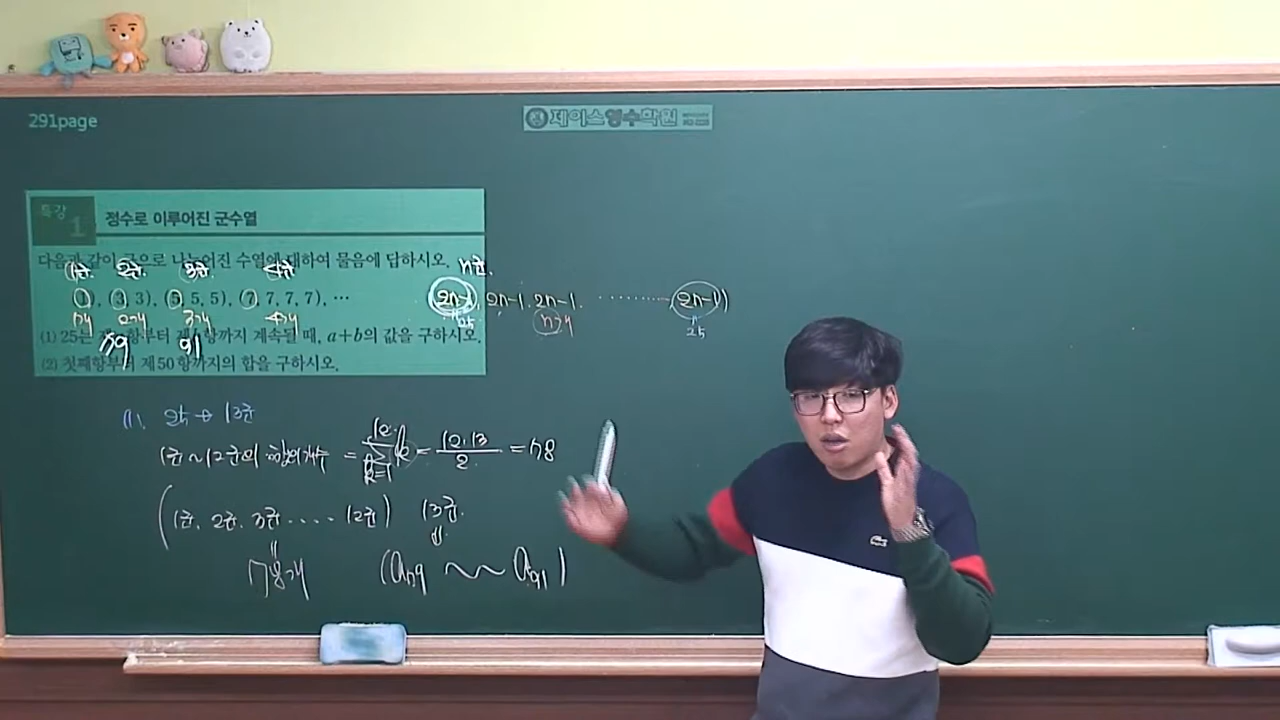 291page
제이스영수학원
특강 1 정수로 이루어진 군수열
다음과 같이 군으로 나누어진 수열에 대하여 물음에 답하시오.
1군. 2군. 3군. 4군 n군.
(1), (3, 3), (5, 5, 5), (7, 7, 7, 7), ⋯
(2n-1, 2n-1, 2n-1, ⋯⋯⋯ 2n-1)
1개 2개 3개 4개 25 n개 25
(1) 25는 제a항부터 제b항까지 계속될 때, a+b의 값을 구하시오.
79 91
(2) 첫째항부터 제50항까지의 합을 구하시오.
(1). 25 → 13군
1군 ~ 12군의 항의개수 = ∑_{k=1}^{12} k = 12·13/2 = 78
(1군, 2군, 3군 ⋯⋯ 12군) 13군.
78개 (a79 ~~ a91)